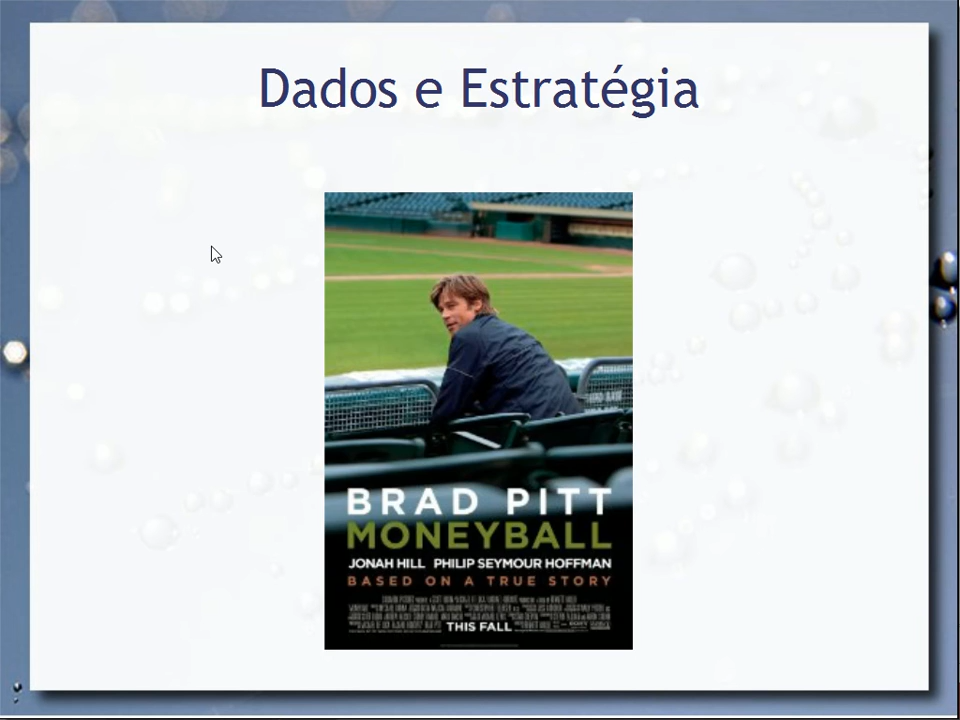 Dados e Estratégia
BRAD PITT
MONEYBALL
JONAH HILL PHILIP SEYMOUR HOFFMAN
BASED ON A TRUE STORY
THIS FALL